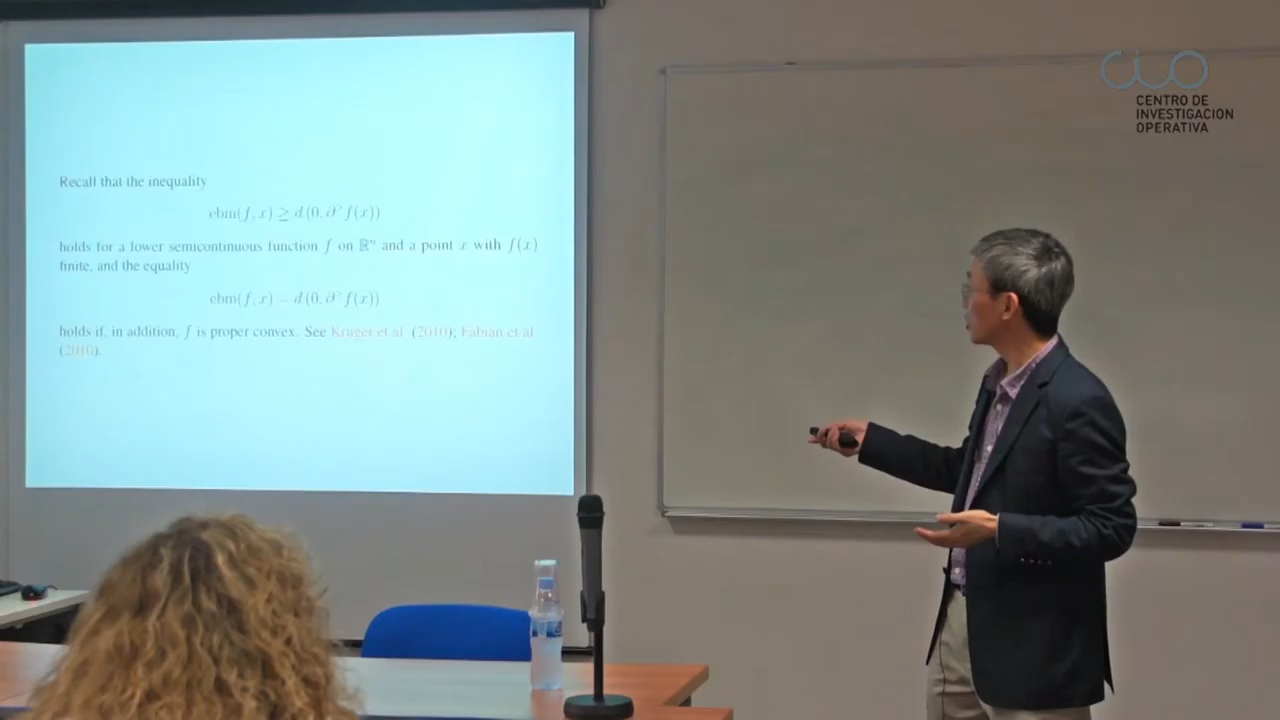 Recall that the inequality
ebm(f, x) ≥ d(0, ∂^> f(x))
holds for a lower semicontinuous function f on ℝⁿ and a point x with f(x)
finite, and the equality
ebm(f, x) = d(0, ∂^> f(x))
holds if, in addition, f is proper convex. See Kruger et al. (2010); Fabian et al.
(2010).
CIO
CENTRO DE
INVESTIGACION
OPERATIVA